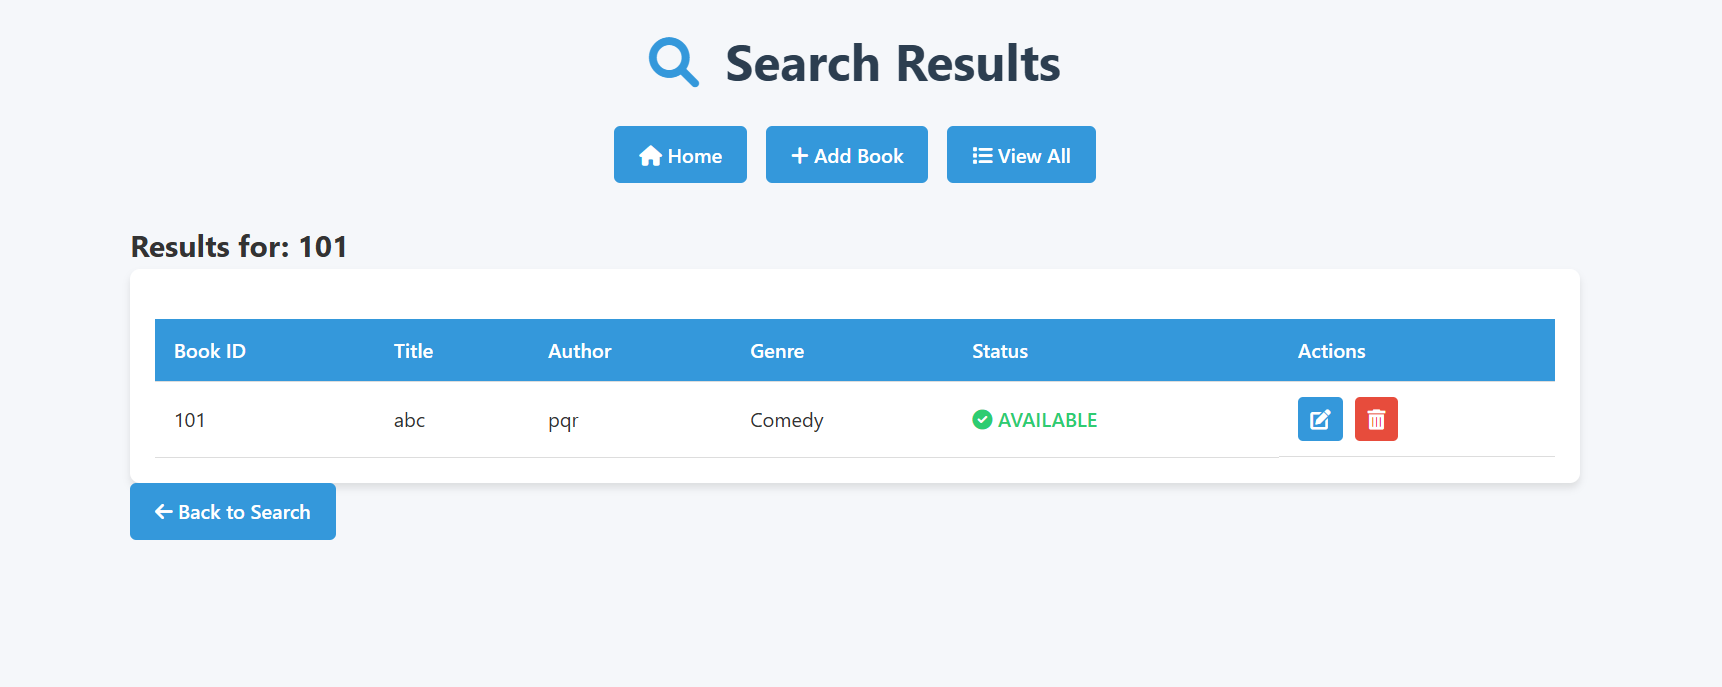 Search Results
Home Add Book View All
Results for: 101
Book ID Title Author Genre Status Actions
101 abc pqr Comedy AVAILABLE
Back to Search